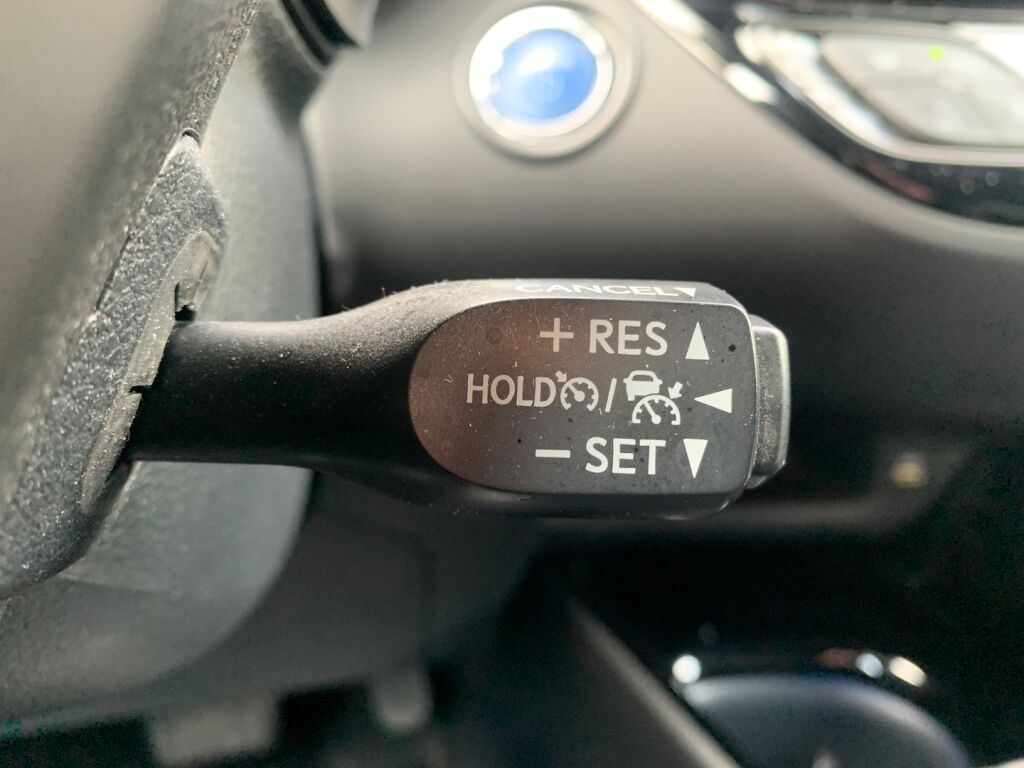 CANCEL▼
+ RES ▲
HOLD / ◀
− SET ▼